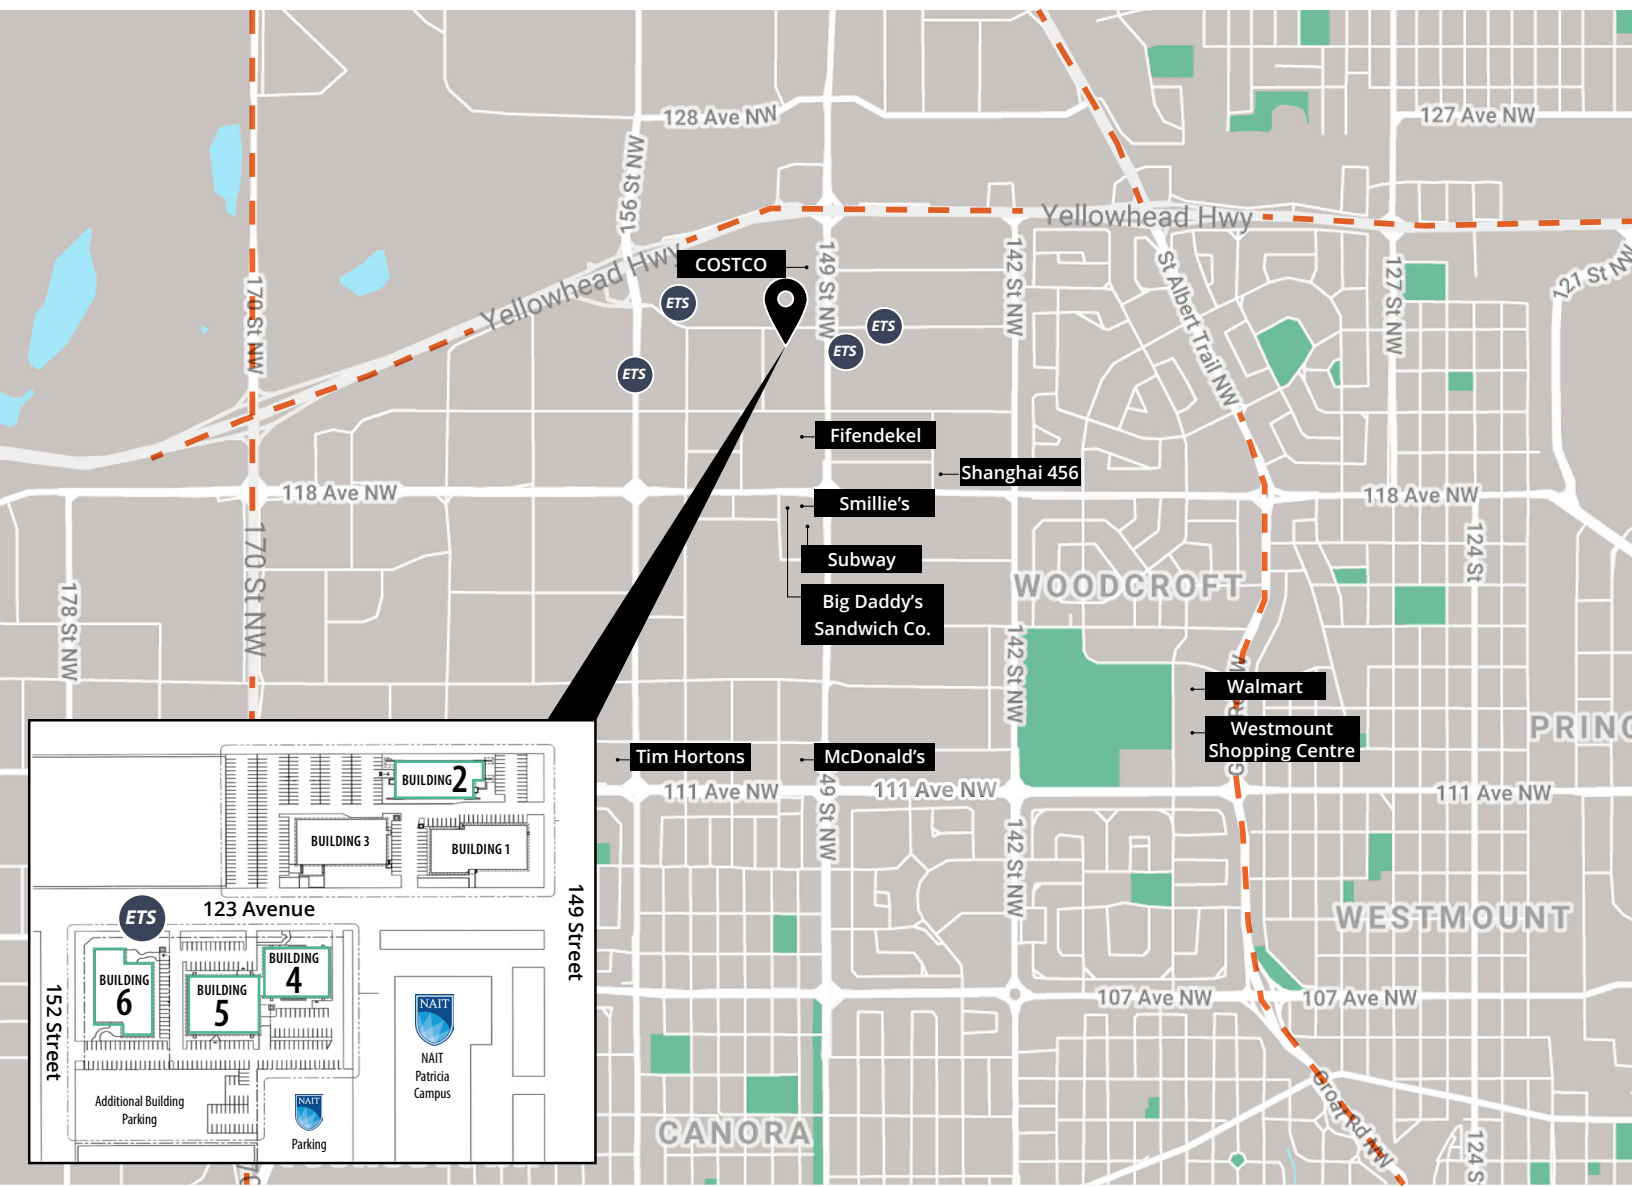 128 Ave NW
127 Ave NW
156 St NW
Yellowhead Hwy
Yellowhead Hwy
COSTCO
170 St NW
149 St NW
142 St NW
St Albert Trail NW
127 St NW
121 St NW
ETS
ETS
ETS
ETS
Fifendekel
Shanghai 456
118 Ave NW
118 Ave NW
Smillie's
Subway
Big Daddy's
Sandwich Co.
170 St NW
178 St NW
124 St
WOODCROFT
142 St NW
Walmart
Westmount
Shopping Centre
PRINC
Tim Hortons
McDonald's
111 Ave NW
111 Ave NW
111 Ave NW
49 St NW
142 St NW
WESTMOUNT
107 Ave NW
107 Ave NW
Groat Rd NW
CANORA
124 S
BUILDING 2
BUILDING 3
BUILDING 1
123 Avenue
149 Street
ETS
BUILDING
6
BUILDING
5
BUILDING
4
152 Street
NAIT
NAIT
Patricia
Campus
Additional Building
Parking
NAIT
Parking